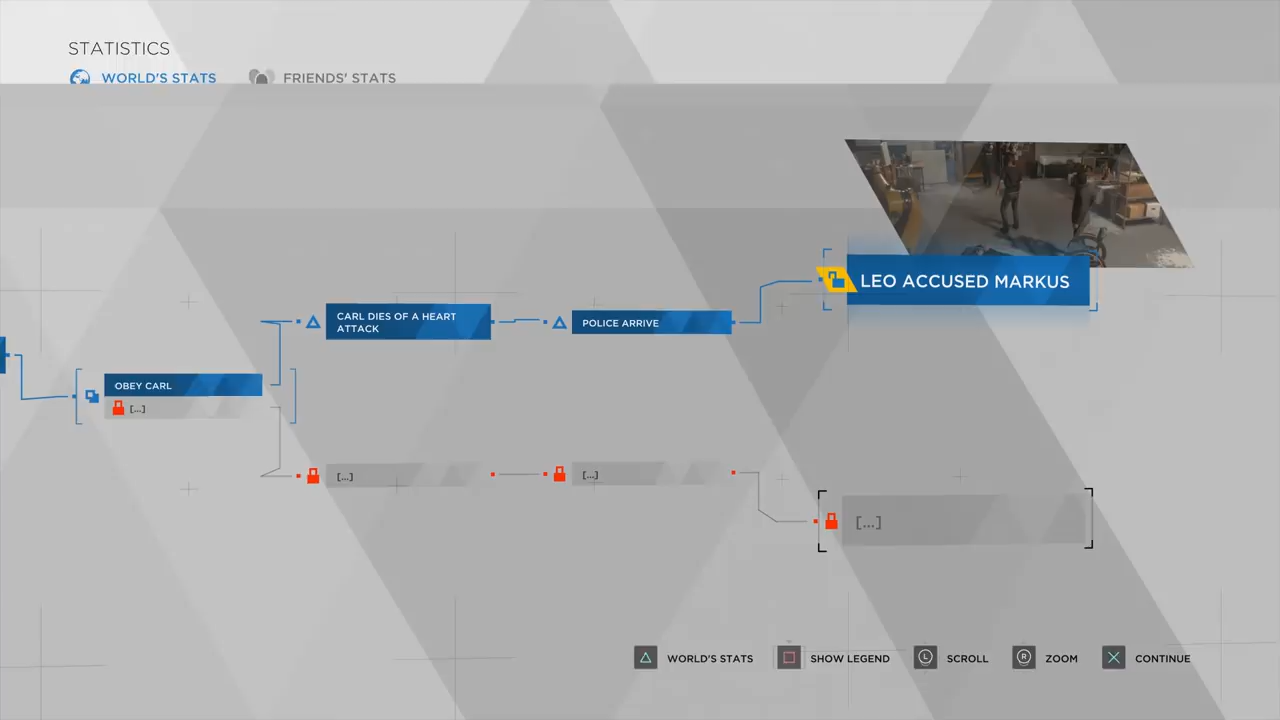 STATISTICS
WORLD'S STATS
FRIENDS' STATS
LEO ACCUSED MARKUS
CARL DIES OF A HEART
ATTACK
POLICE ARRIVE
OBEY CARL
[...]
[...]
[...]
[...]
WORLD'S STATS
SHOW LEGEND
L
SCROLL
R
ZOOM
CONTINUE